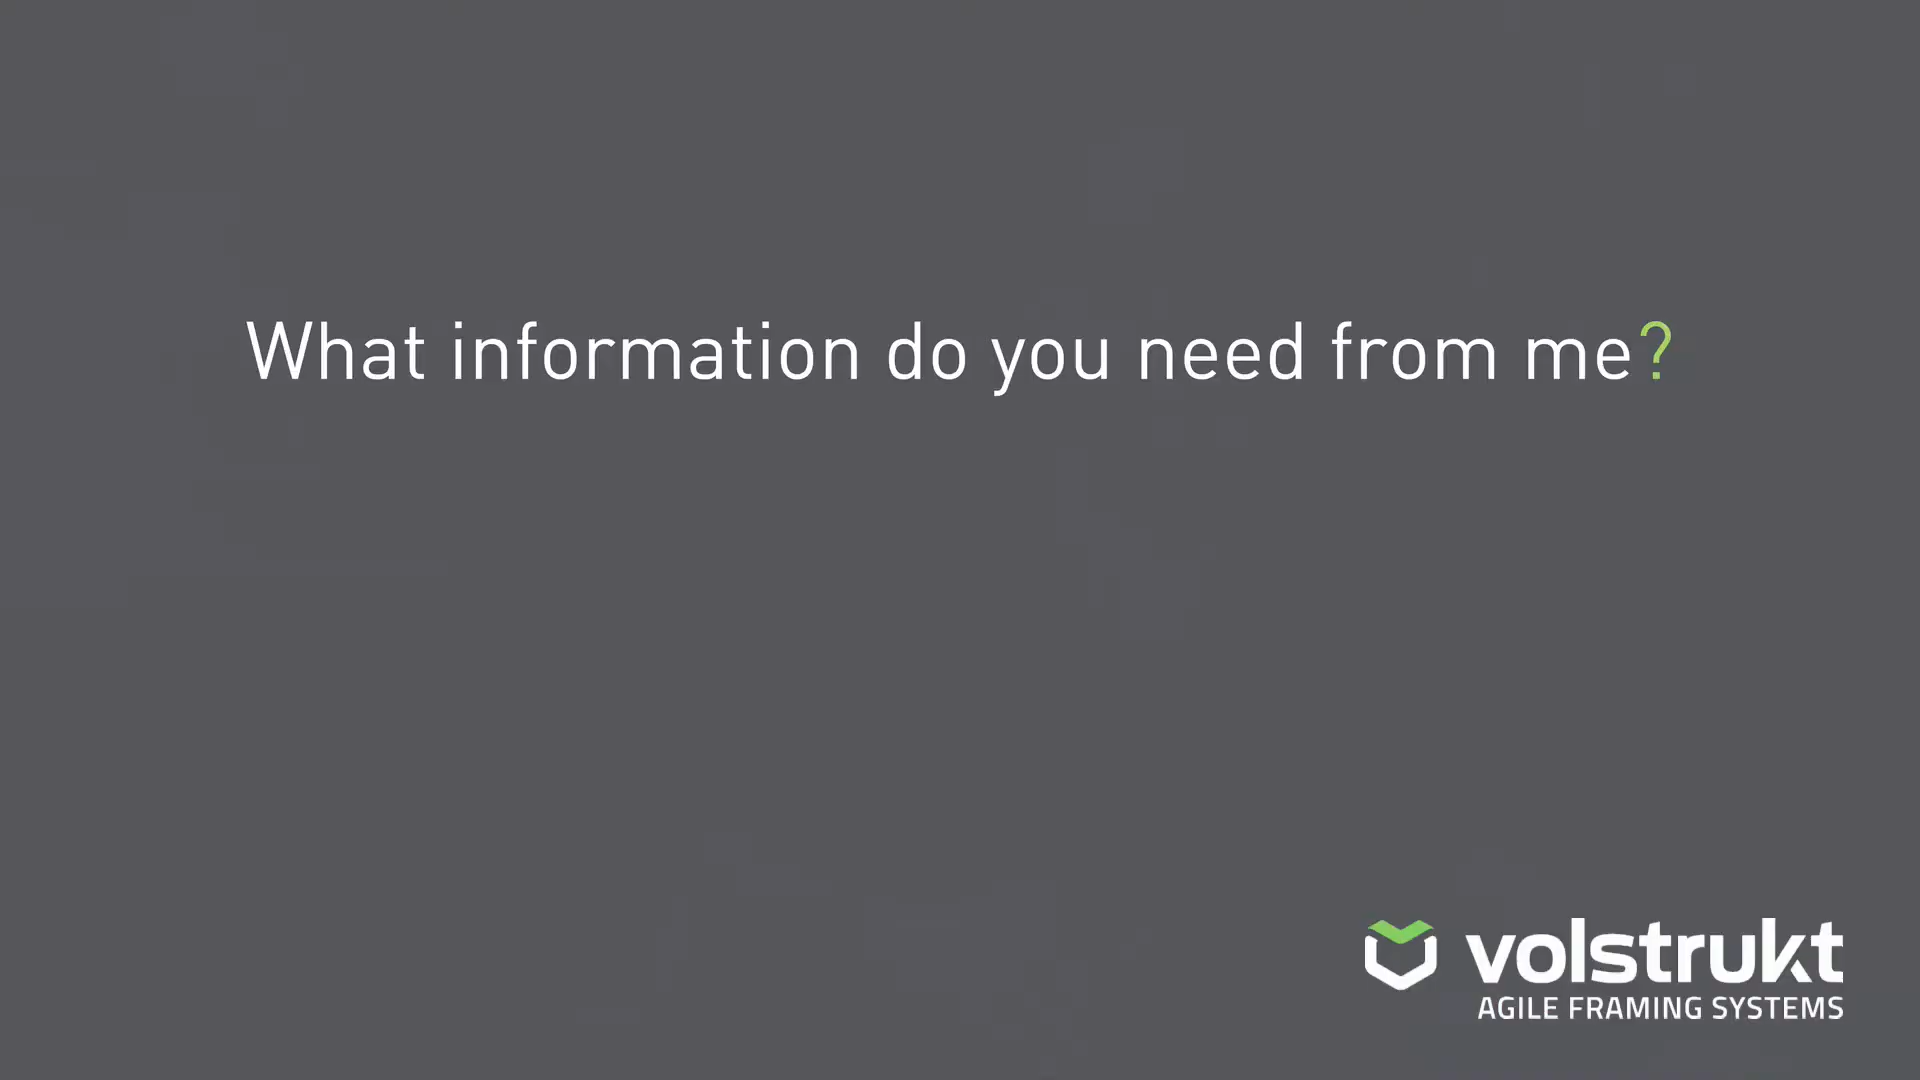 What information do you need from me?
volstrukt
AGILE FRAMING SYSTEMS